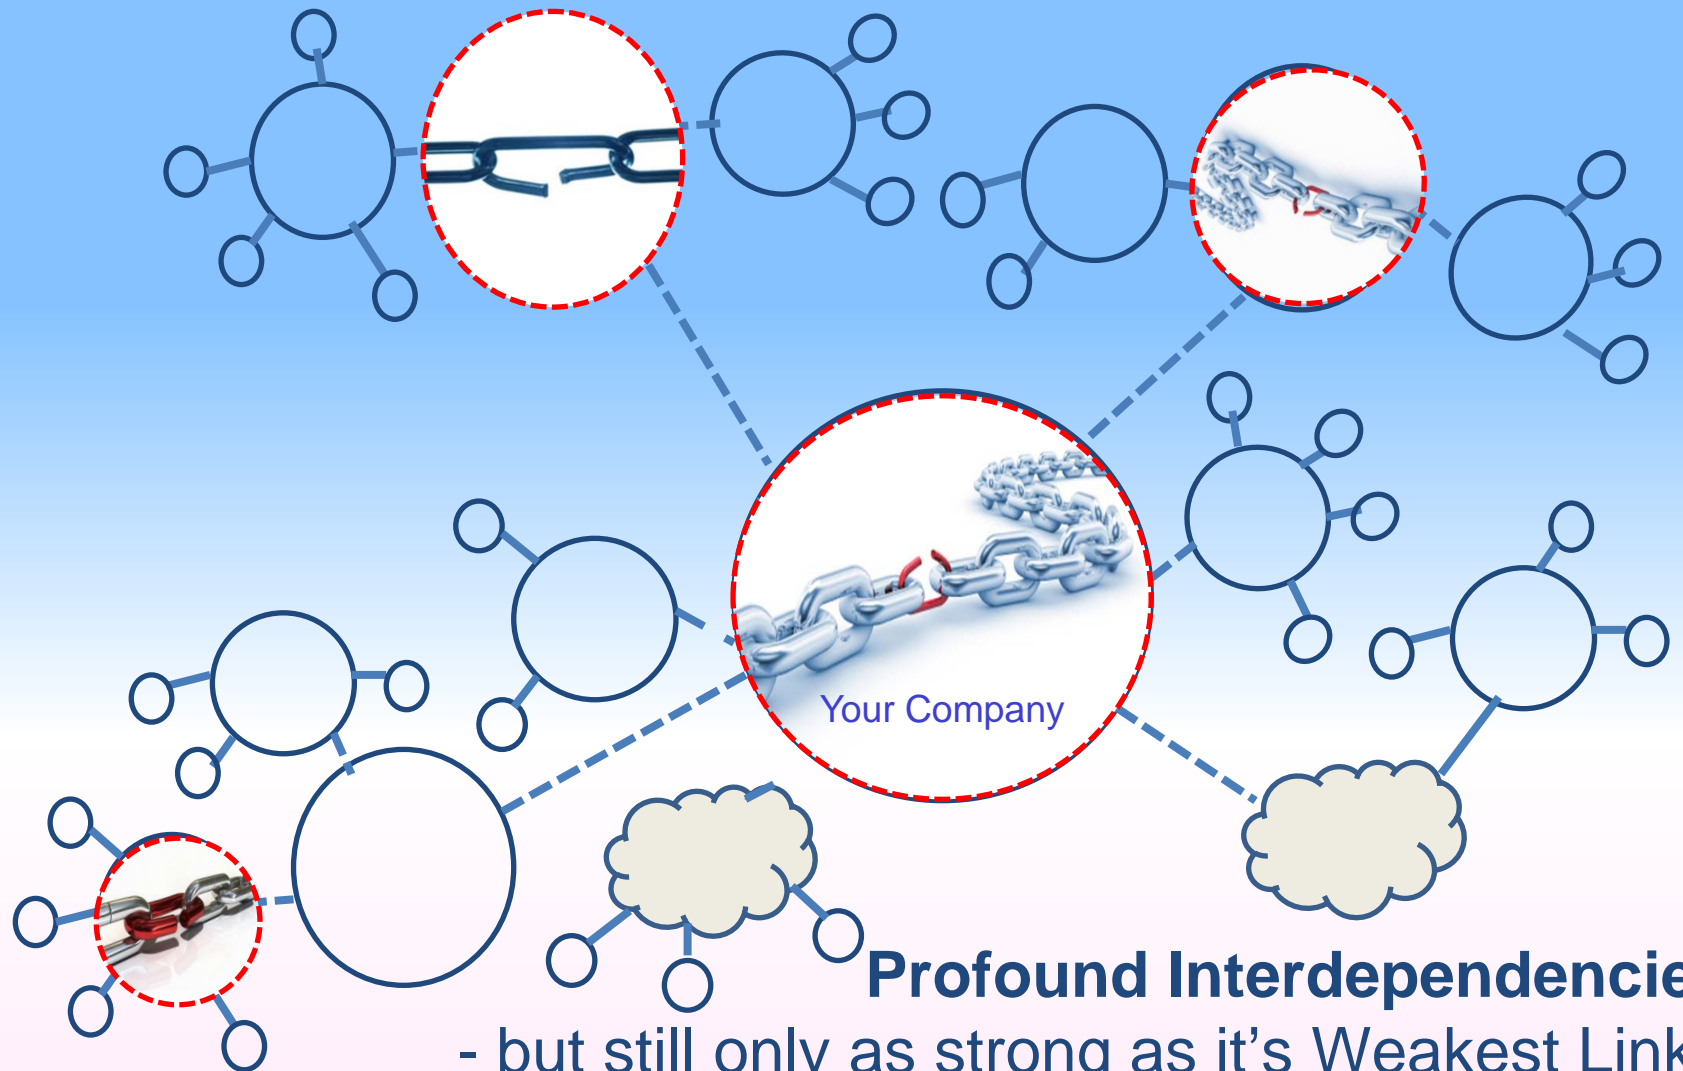 Your Company
Profound Interdependencie
- but still only as strong as it's Weakest Link